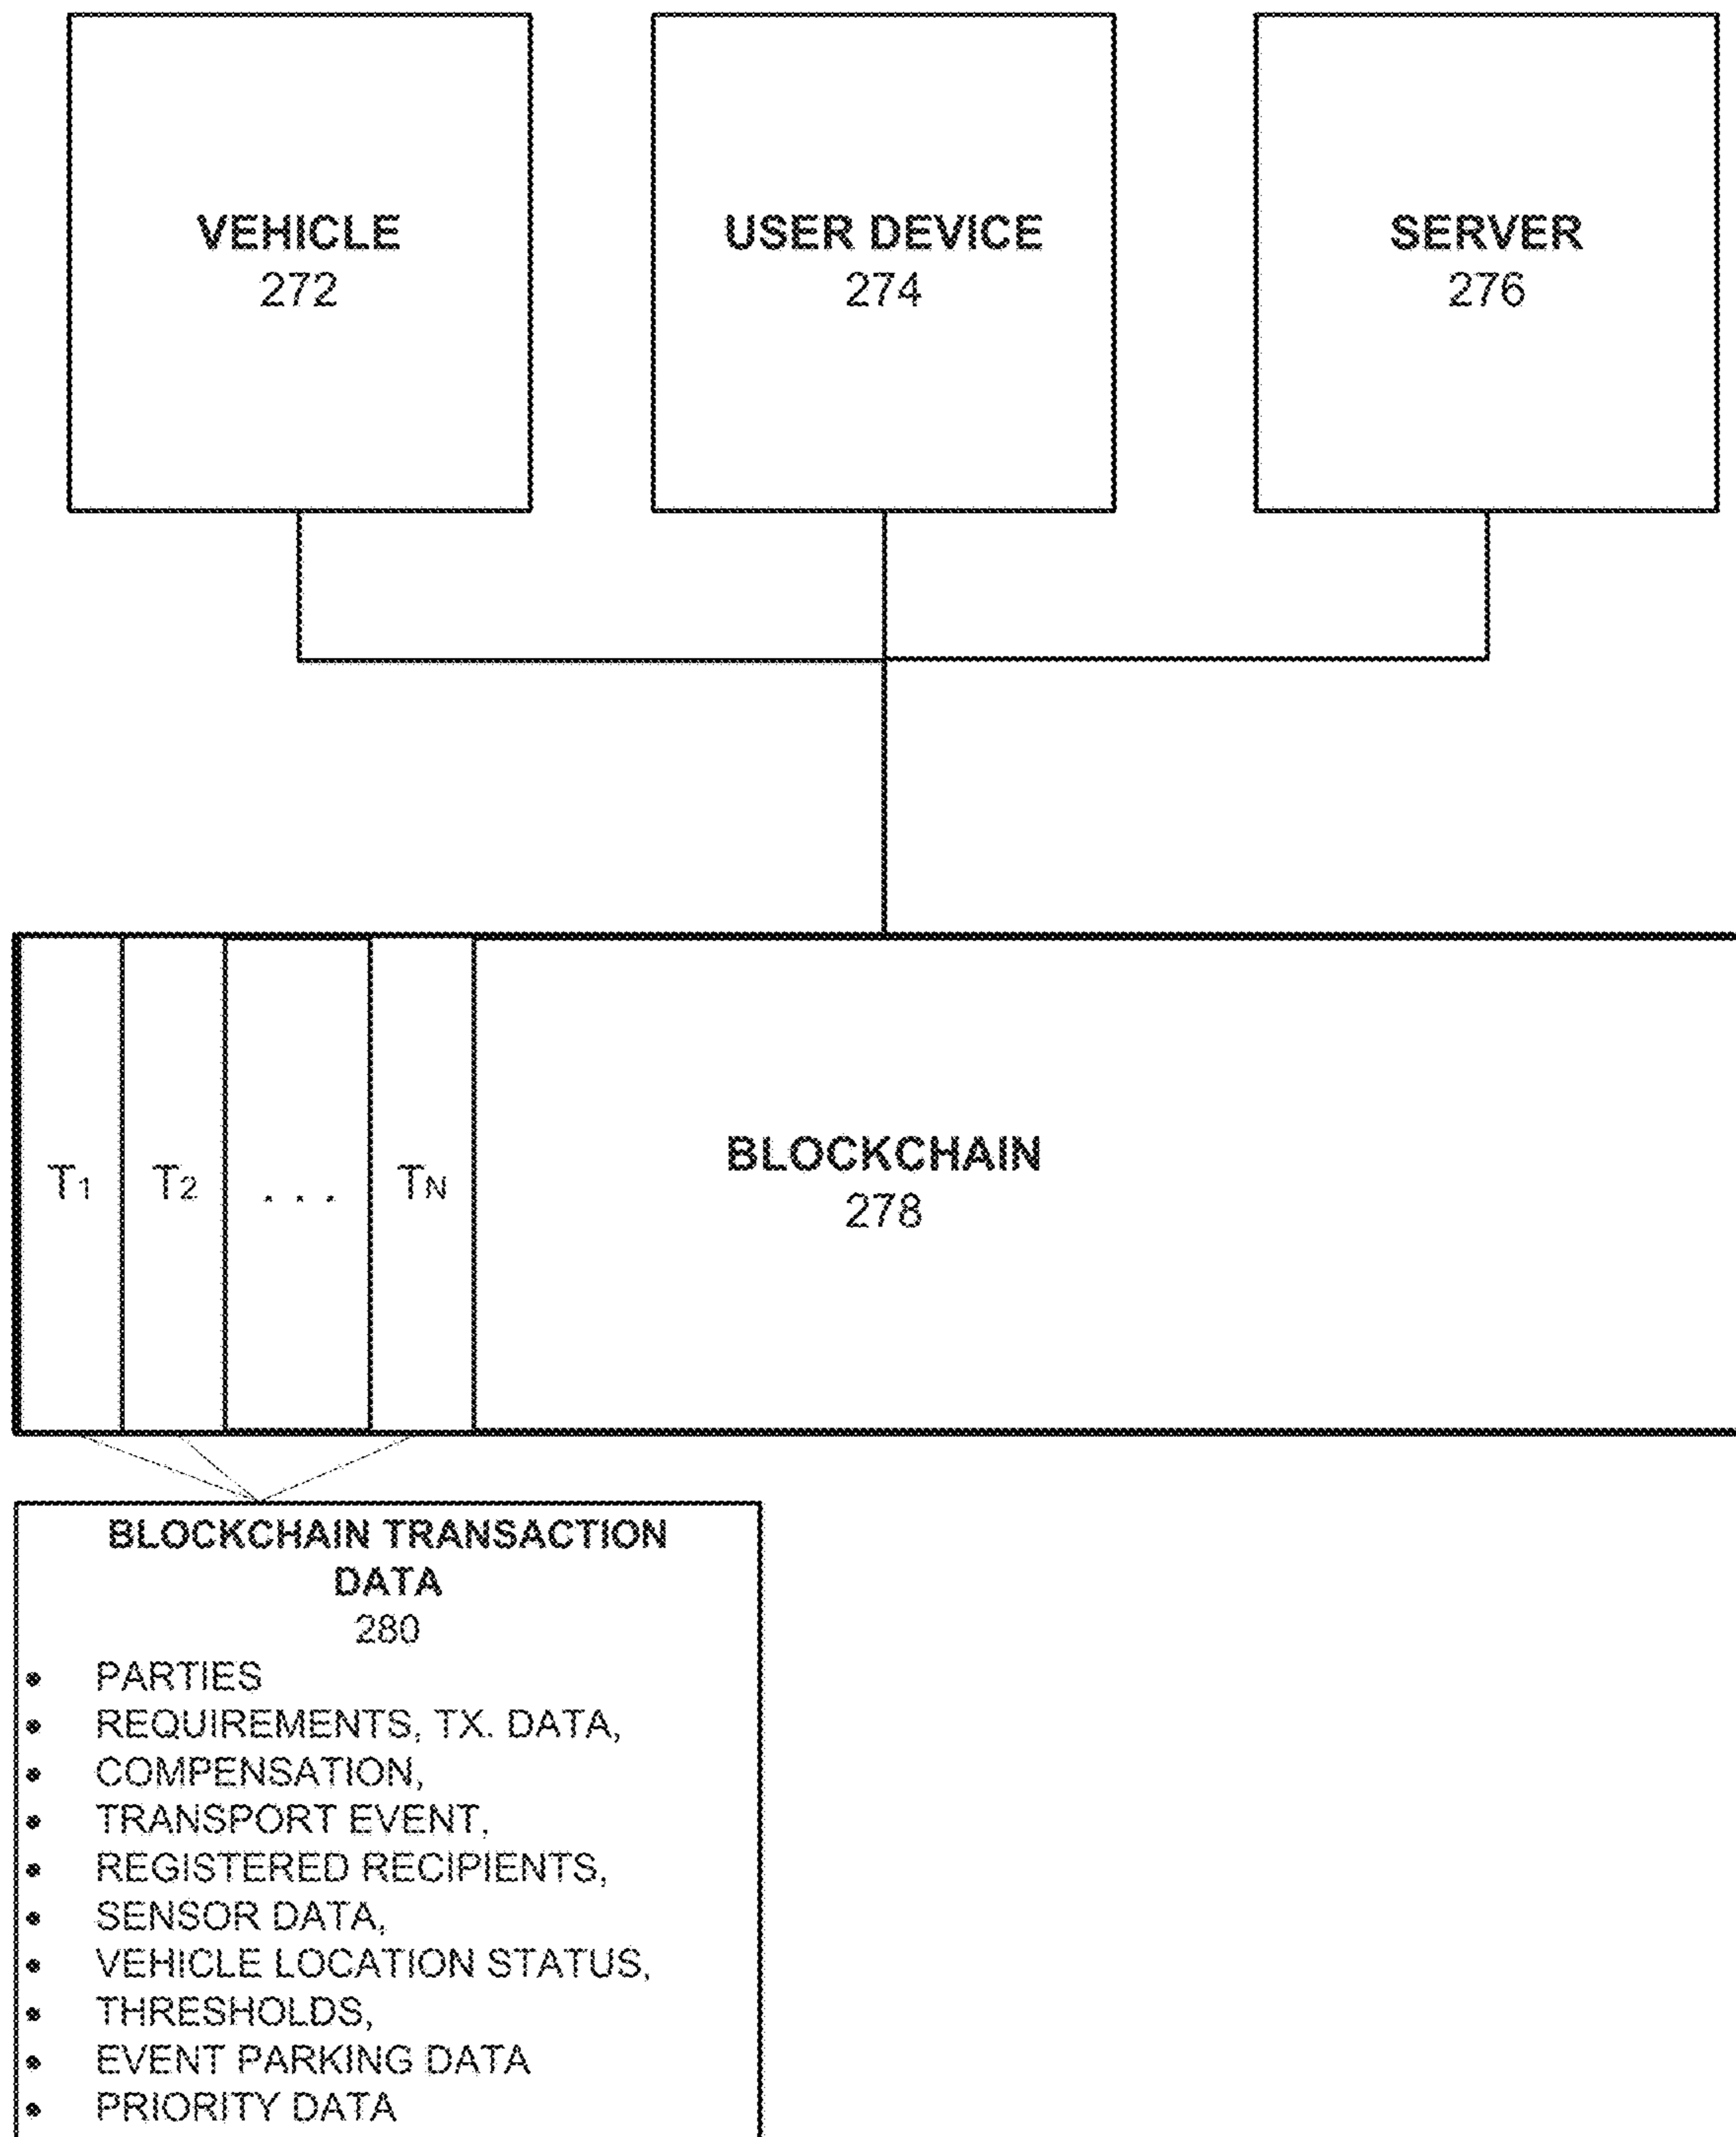 VEHICLE
272
USER DEVICE
274
SERVER
276
T1
T2
. . .
TN
BLOCKCHAIN
278
BLOCKCHAIN TRANSACTION
DATA
280
• PARTIES
• REQUIREMENTS, TX. DATA,
• COMPENSATION,
• TRANSPORT EVENT,
• REGISTERED RECIPIENTS,
• SENSOR DATA,
• VEHICLE LOCATION STATUS,
• THRESHOLDS,
• EVENT PARKING DATA
• PRIORITY DATA